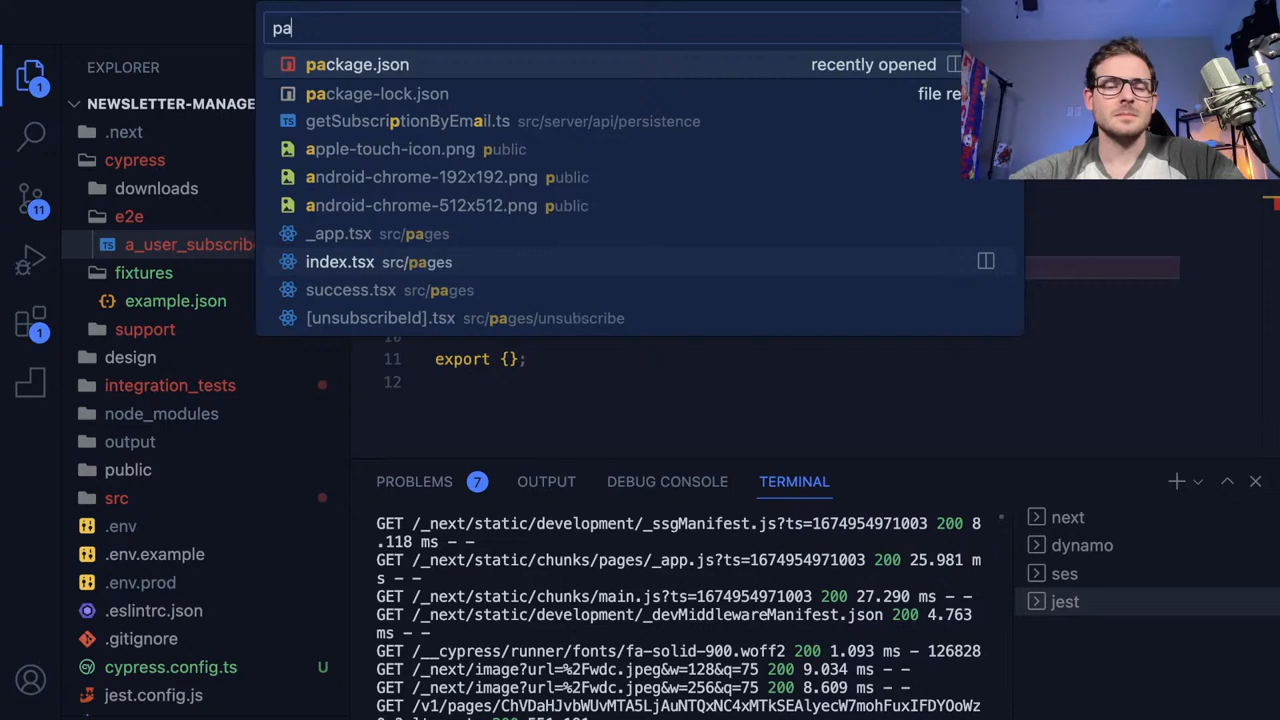 pa
EXPLORER
package.json recently opened
NEWSLETTER-MANAGE
package-lock.json file re
.next
getSubscriptionByEmail.ts src/server/api/persistence
cypress
apple-touch-icon.png public
downloads
android-chrome-192x192.png public
e2e
android-chrome-512x512.png public
a_user_subscrib
_app.tsx src/pages
fixtures
index.tsx src/pages
example.json
success.tsx src/pages
support
[unsubscribeId].tsx src/pages/unsubscribe
design
integration_tests
node_modules
output
public
src
.env
.env.example
.env.prod
.eslintrc.json
.gitignore
cypress.config.ts U
jest.config.js
1
11
1
11 export {};
12
PROBLEMS 7 OUTPUT DEBUG CONSOLE TERMINAL
GET /_next/static/development/_ssgManifest.js?ts=1674954971003 200 8
.118 ms - -
GET /_next/static/chunks/pages/_app.js?ts=1674954971003 200 25.981 m
s - -
GET /_next/static/chunks/main.js?ts=1674954971003 200 27.290 ms - -
GET /_next/static/development/_devMiddlewareManifest.json 200 4.763
ms - -
GET /__cypress/runner/fonts/fa-solid-900.woff2 200 1.093 ms - 126828
GET /_next/image?url=%2Fwdc.jpeg&w=128&q=75 200 9.034 ms - -
GET /_next/image?url=%2Fwdc.jpeg&w=256&q=75 200 8.609 ms - -
GET /v1/pages/ChVDaHJvbWUvMTA5LjAuNTQxNC4xMTkSEAlyecW7mohFuxIFDYOoWz
next
dynamo
ses
jest